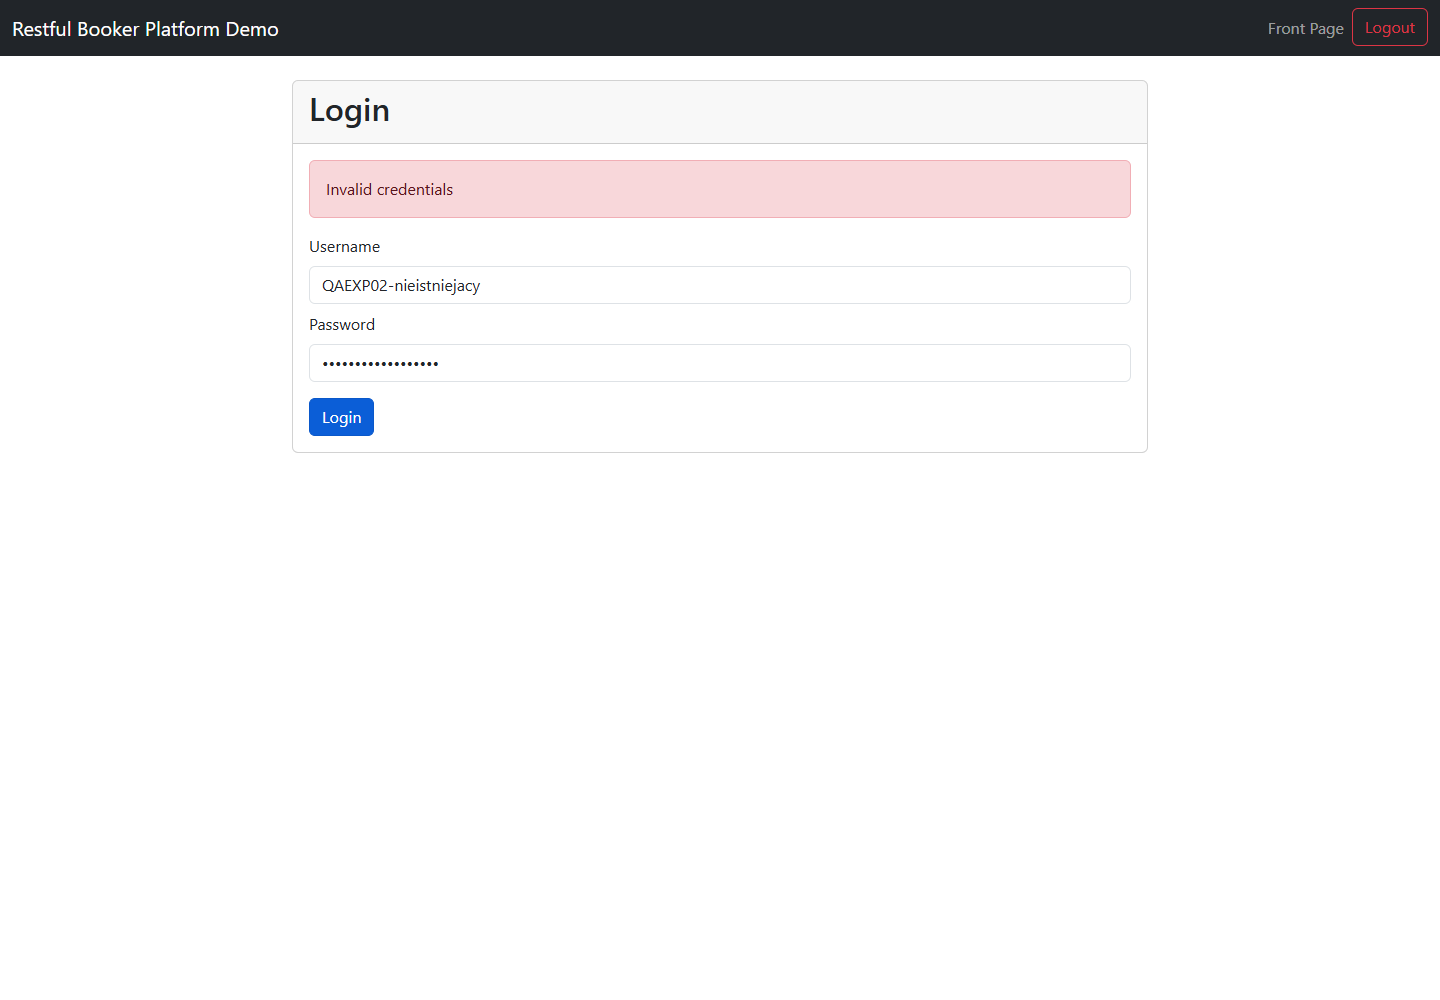 Restful Booker Platform Demo
Front Page
Logout
Login
Invalid credentials
Username
QAEXP02-nieistniejacy
Password
••••••••••••••••••
Login